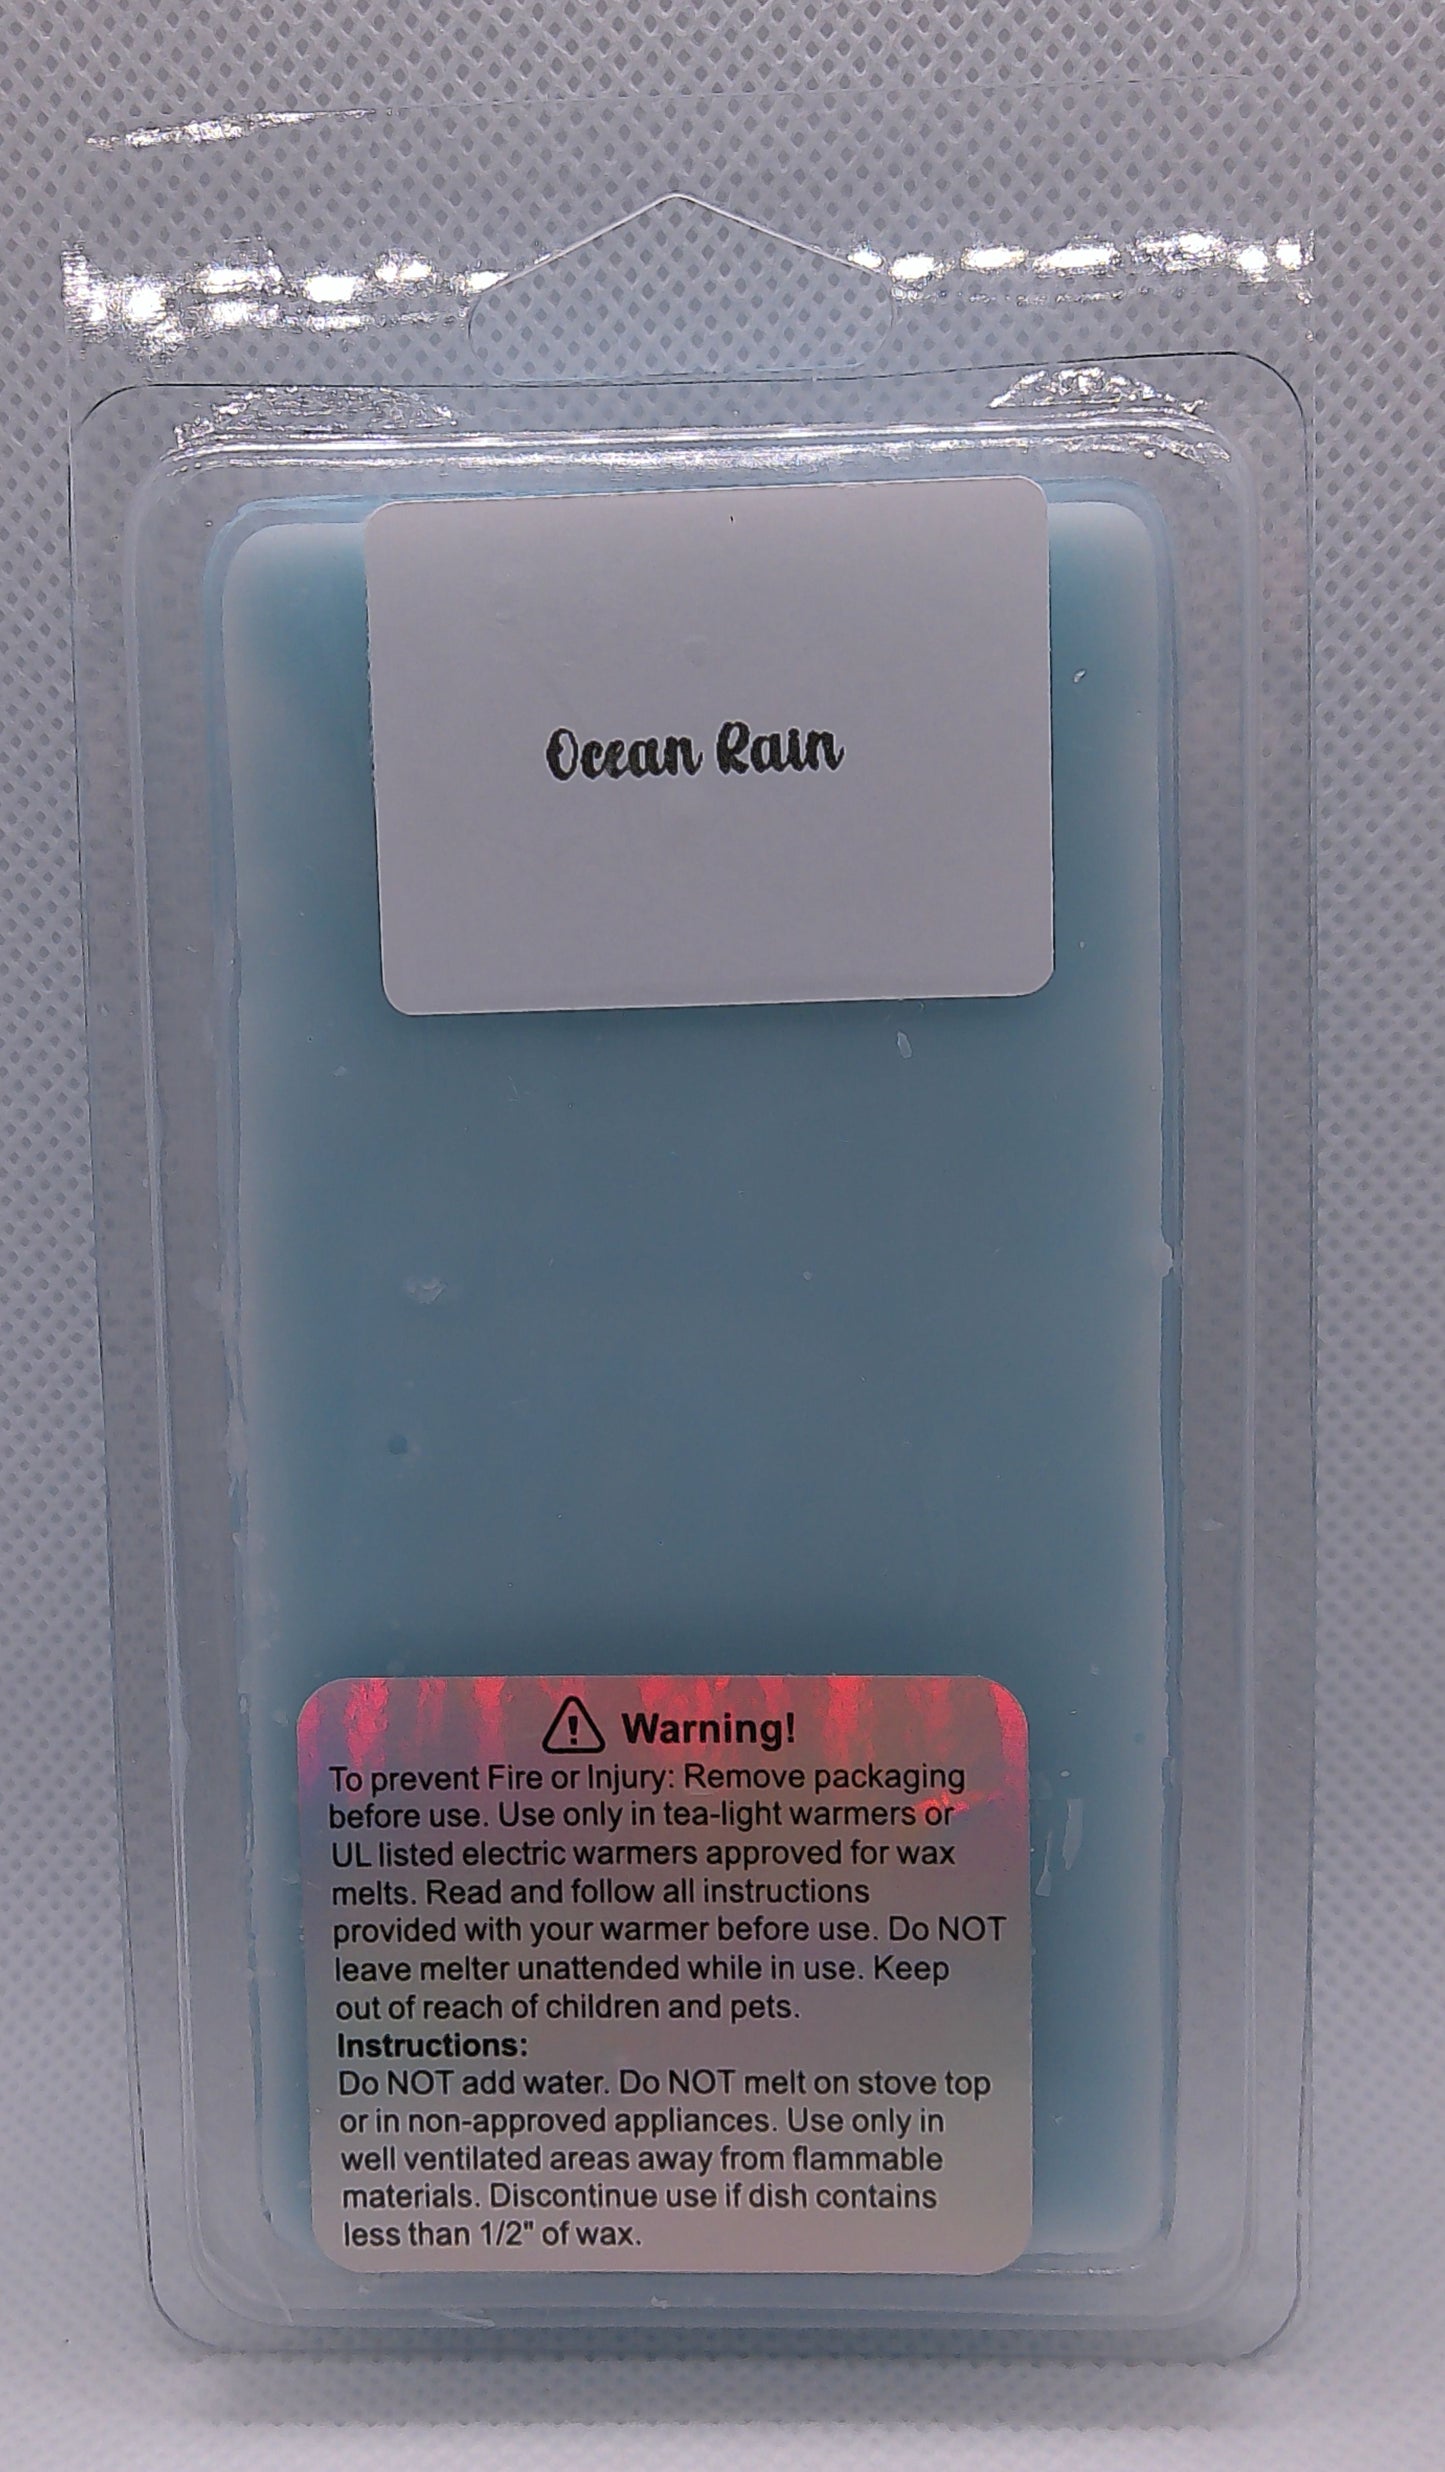 Ocean Rain
Warning!
To prevent Fire or Injury: Remove packaging
before use. Use only in tea-light warmers or
UL listed electric warmers approved for wax
melts. Read and follow all instructions
provided with your warmer before use. Do NOT
leave melter unattended while in use. Keep
out of reach of children and pets.
Instructions:
Do NOT add water. Do NOT melt on stove top
or in non-approved appliances. Use only in
well ventilated areas away from flammable
materials. Discontinue use if dish contains
less than 1/2" of wax.